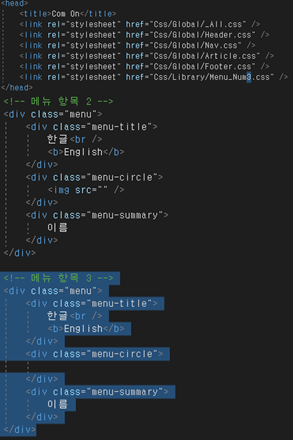 <head>
<title>Com On</title>
<link rel="stylesheet" href="Css/Global/_All.css" />
<link rel="stylesheet" href="Css/Global/Header.css" />
<link rel="stylesheet" href="Css/Global/Nav.css" />
<link rel="stylesheet" href="Css/Global/Article.css" />
<link rel="stylesheet" href="Css/Global/Footer.css" />
<link rel="stylesheet" href="Css/Library/Menu_Num3.css" />
</head>
<!-- 메뉴 항목 2 -->
<div class="menu">
<div class="menu-title">
한글<br />
<b>English</b>
</div>
<div class="menu-circle">
<img src="" />
</div>
<div class="menu-summary">
이름
</div>
</div>
<!-- 메뉴 항목 3 -->
<div class="menu">
<div class="menu-title">
한글<br />
<b>English</b>
</div>
<div class="menu-circle">
</div>
<div class="menu-summary">
이름
</div>
</div>